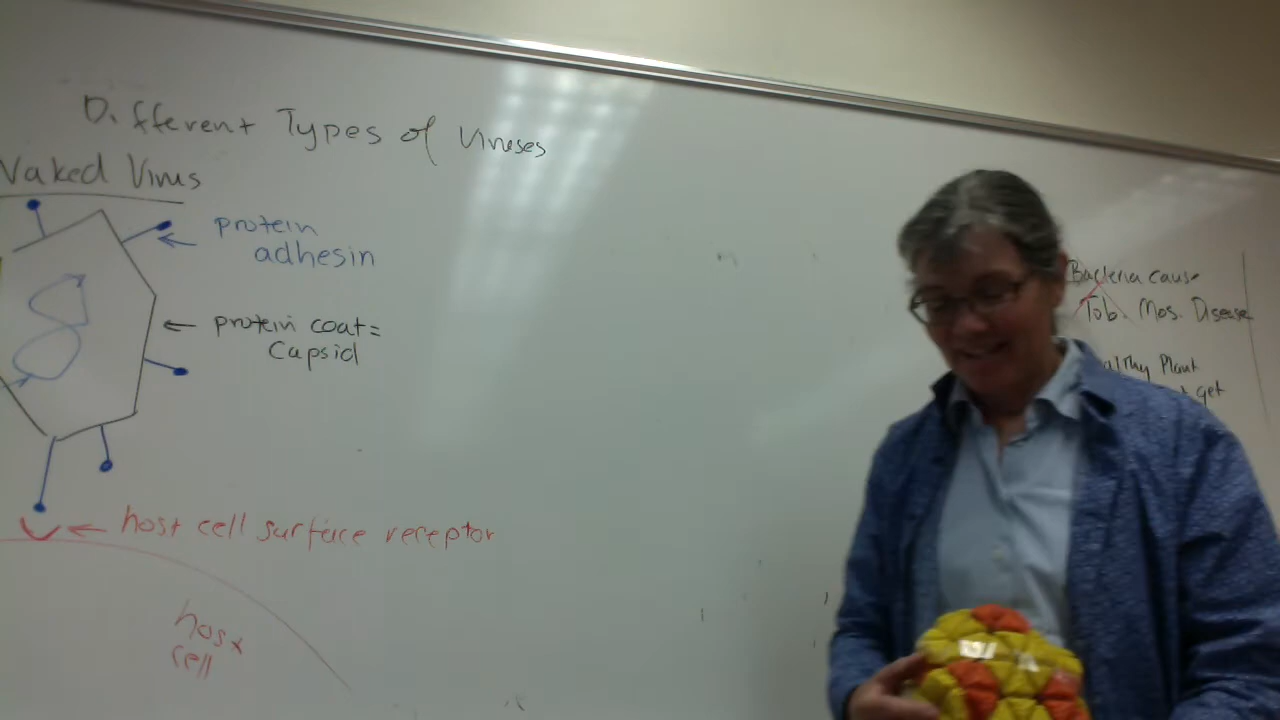 Different Types of Viruses
Naked Virus
protein
adhesin
protein coat =
Capsid
host cell surface receptor
host
cell
Bacteria cause
Tob. Mos. Disease
Plant
get